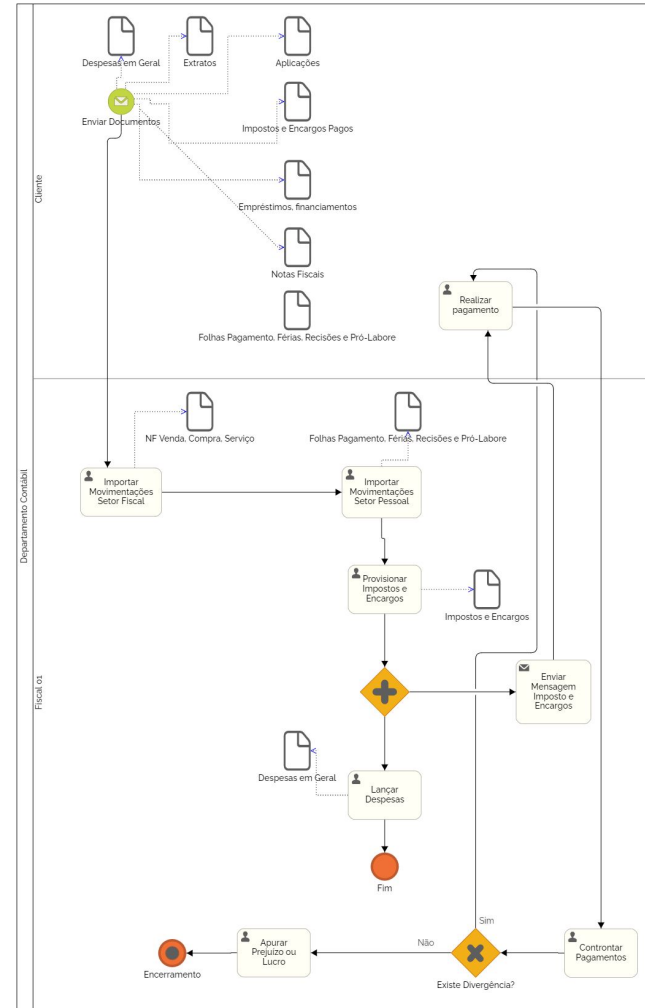 Despesas em Geral
Extratos
Aplicações
Enviar Documentos
Impostos e Encargos Pagos
Cliente
Empréstimos, financiamentos
Notas Fiscais
Realizar
pagamento
Folhas Pagamento, Férias, Recisões e Pró-Labore
NF Venda, Compra, Serviço
Folhas Pagamento, Férias, Recisões e Pró-Labore
Importar
Movimentações
Setor Fiscal
Importar
Movimentações
Setor Pessoal
Departamento Contábil
Provisionar
Impostos e
Encargos
Impostos e Encargos
Fiscal 01
Enviar
Mensagem
Imposto e
Encargos
Despesas em Geral
Lançar
Despesas
Fim
Sim
Não
Apurar
Prejuízo ou
Lucro
Controntar
Pagamentos
Encerramento
Existe Divergência?